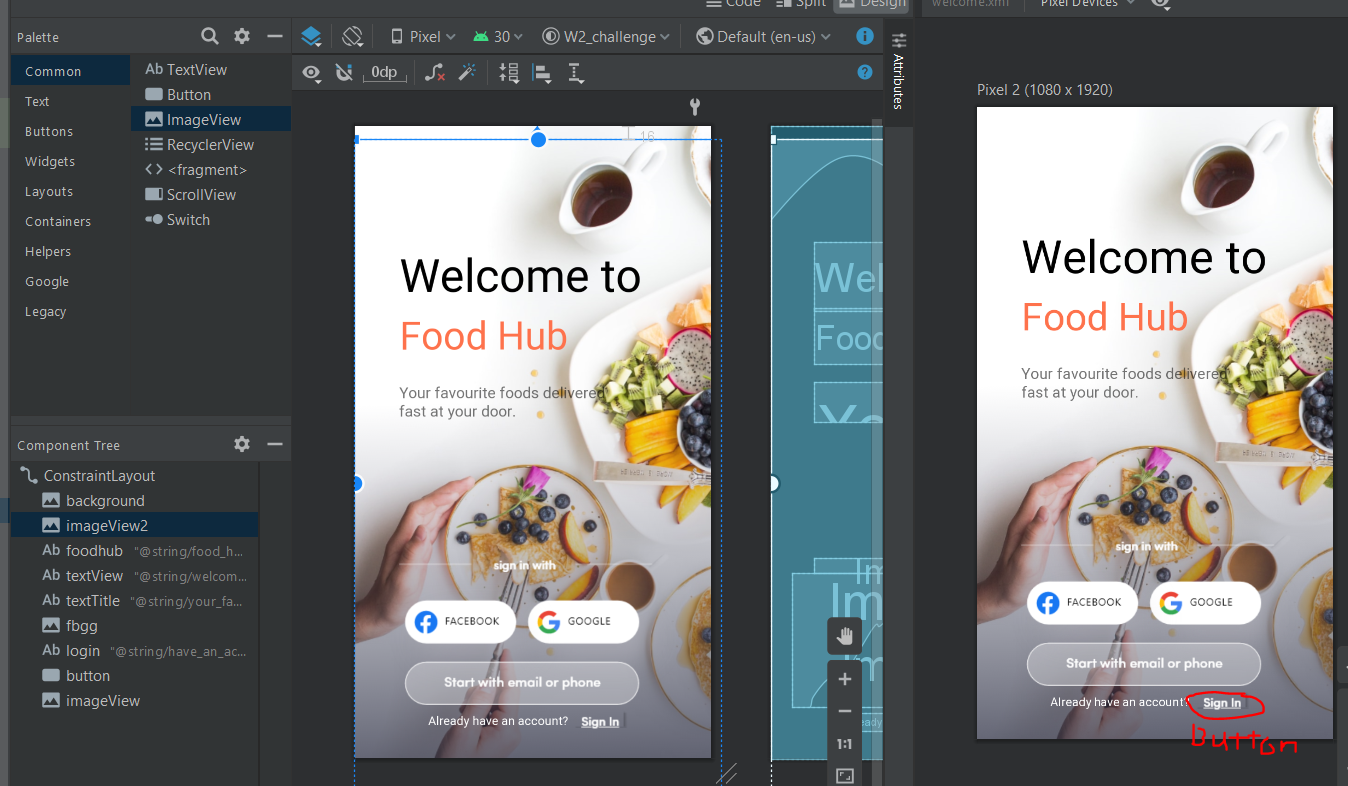 Code
Split
Design
welcome.xml
Pixel Devices
Palette
Pixel
30
W2_challenge
Default (en-us)
Common
Text
Buttons
Widgets
Layouts
Containers
Helpers
Google
Legacy
Ab TextView
Button
ImageView
RecyclerView
<> <fragment>
ScrollView
Switch
0dp
Attributes
16
Welcome to
Food Hub
Your favourite foods delivered
fast at your door.
sign in with
FACEBOOK
GOOGLE
Start with email or phone
Already have an account? Sign In
Wel
Food
Yo
Im
Im
Im
eady
1:1
Pixel 2 (1080 x 1920)
Welcome to
Food Hub
Your favourite foods delivered
fast at your door.
sign in with
FACEBOOK
GOOGLE
Start with email or phone
Already have an account? Sign In
Button
Component Tree
ConstraintLayout
background
imageView2
Ab foodhub "@string/food_h...
Ab textView "@string/welcom...
Ab textTitle "@string/your_fa...
fbgg
Ab login "@string/have_an_ac...
button
imageView